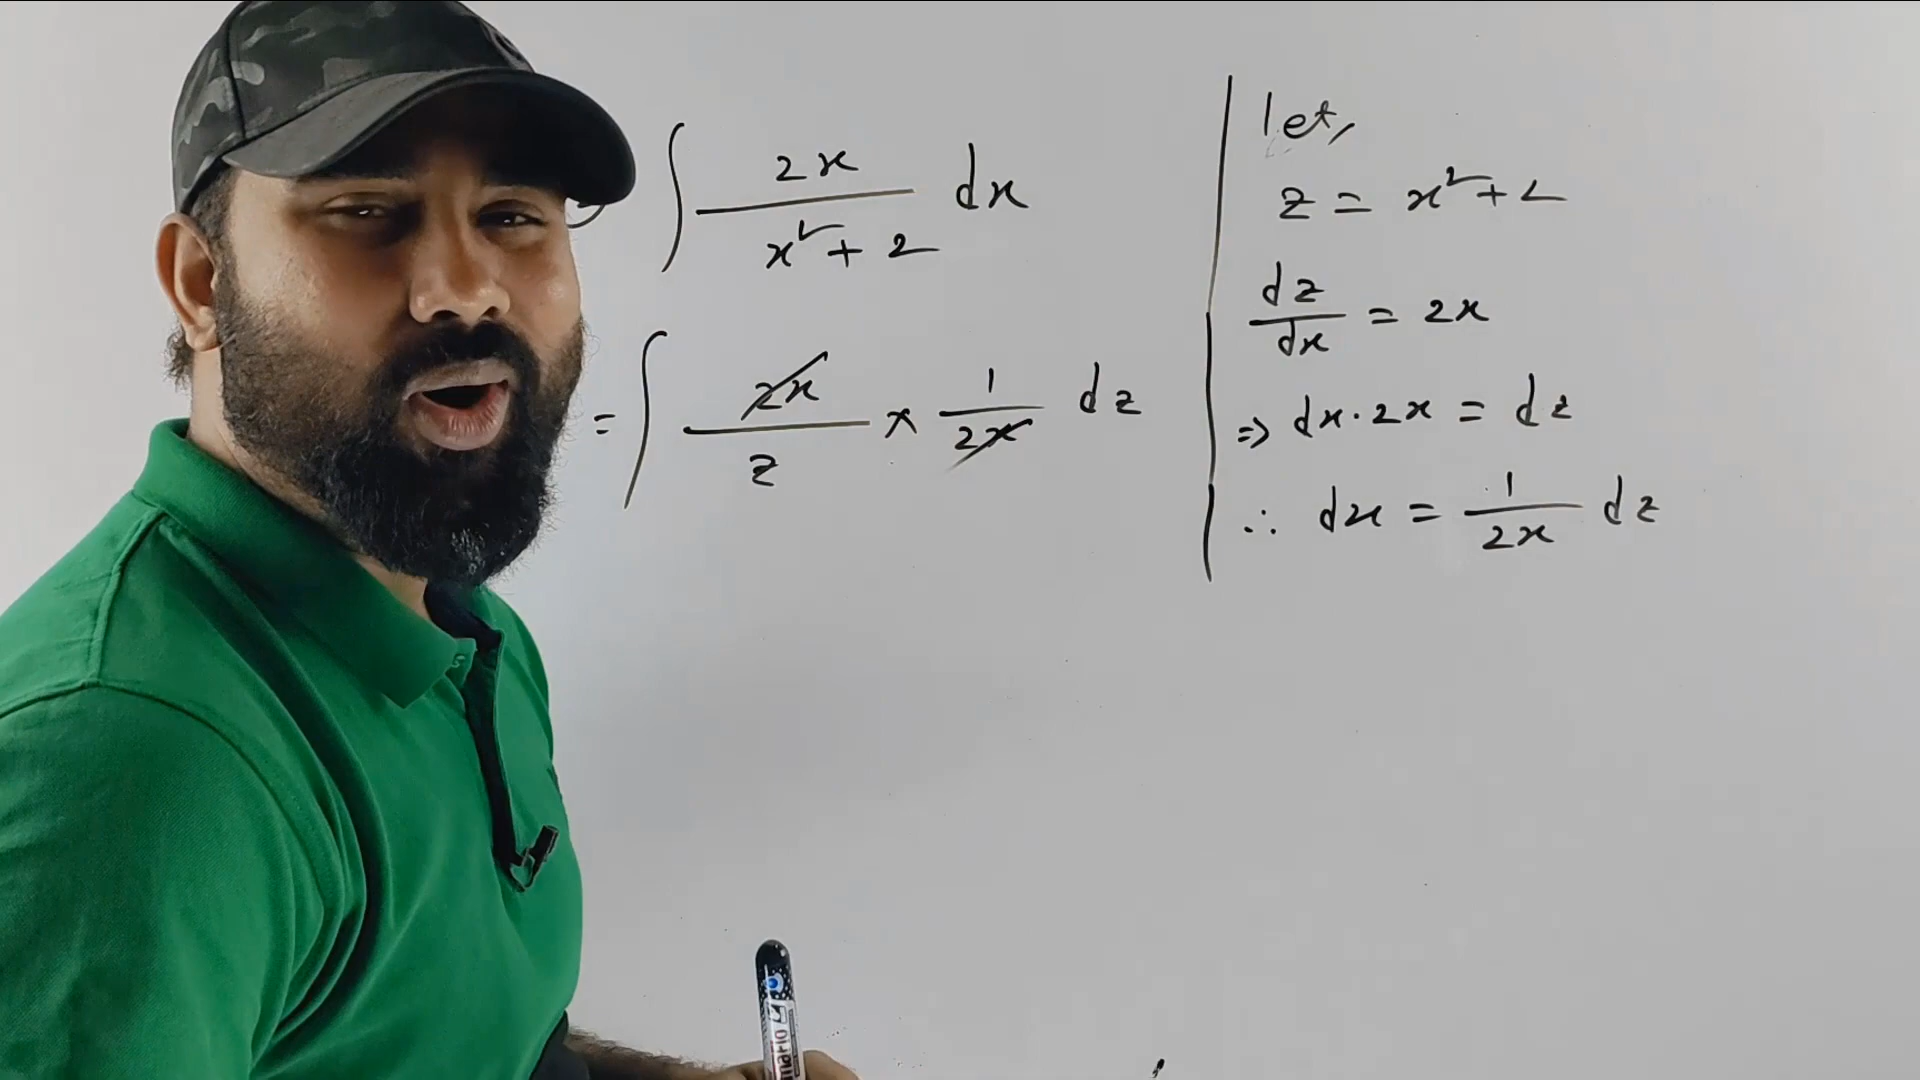 ∫ 2x / x² + 2 dx
= ∫ 2x / z × 1 / 2x dz
let,
z = x² + 2
dz / dx = 2x
⇒ dx · 2x = dz
∴ dx = 1 / 2x dz